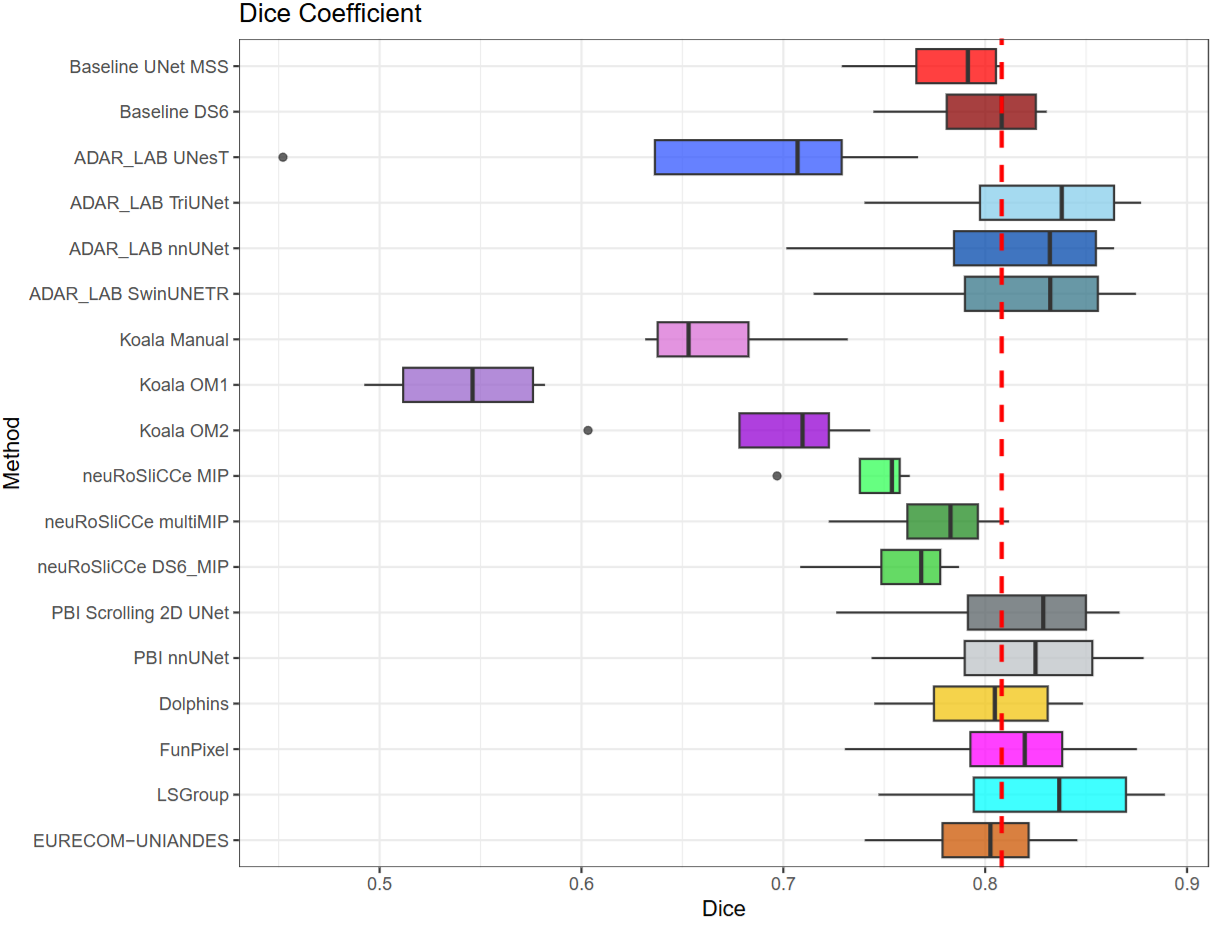 Dice Coefficient
Baseline UNet MSS
Baseline DS6
ADAR_LAB UNesT
ADAR_LAB TriUNet
ADAR_LAB nnUNet
ADAR_LAB SwinUNETR
Koala Manual
Koala OM1
Koala OM2
neuRoSliCCe MIP
neuRoSliCCe multiMIP
neuRoSliCCe DS6_MIP
PBI Scrolling 2D UNet
PBI nnUNet
Dolphins
FunPixel
LSGroup
EURECOM−UNIANDES
Method
0.5 0.6 0.7 0.8 0.9
Dice